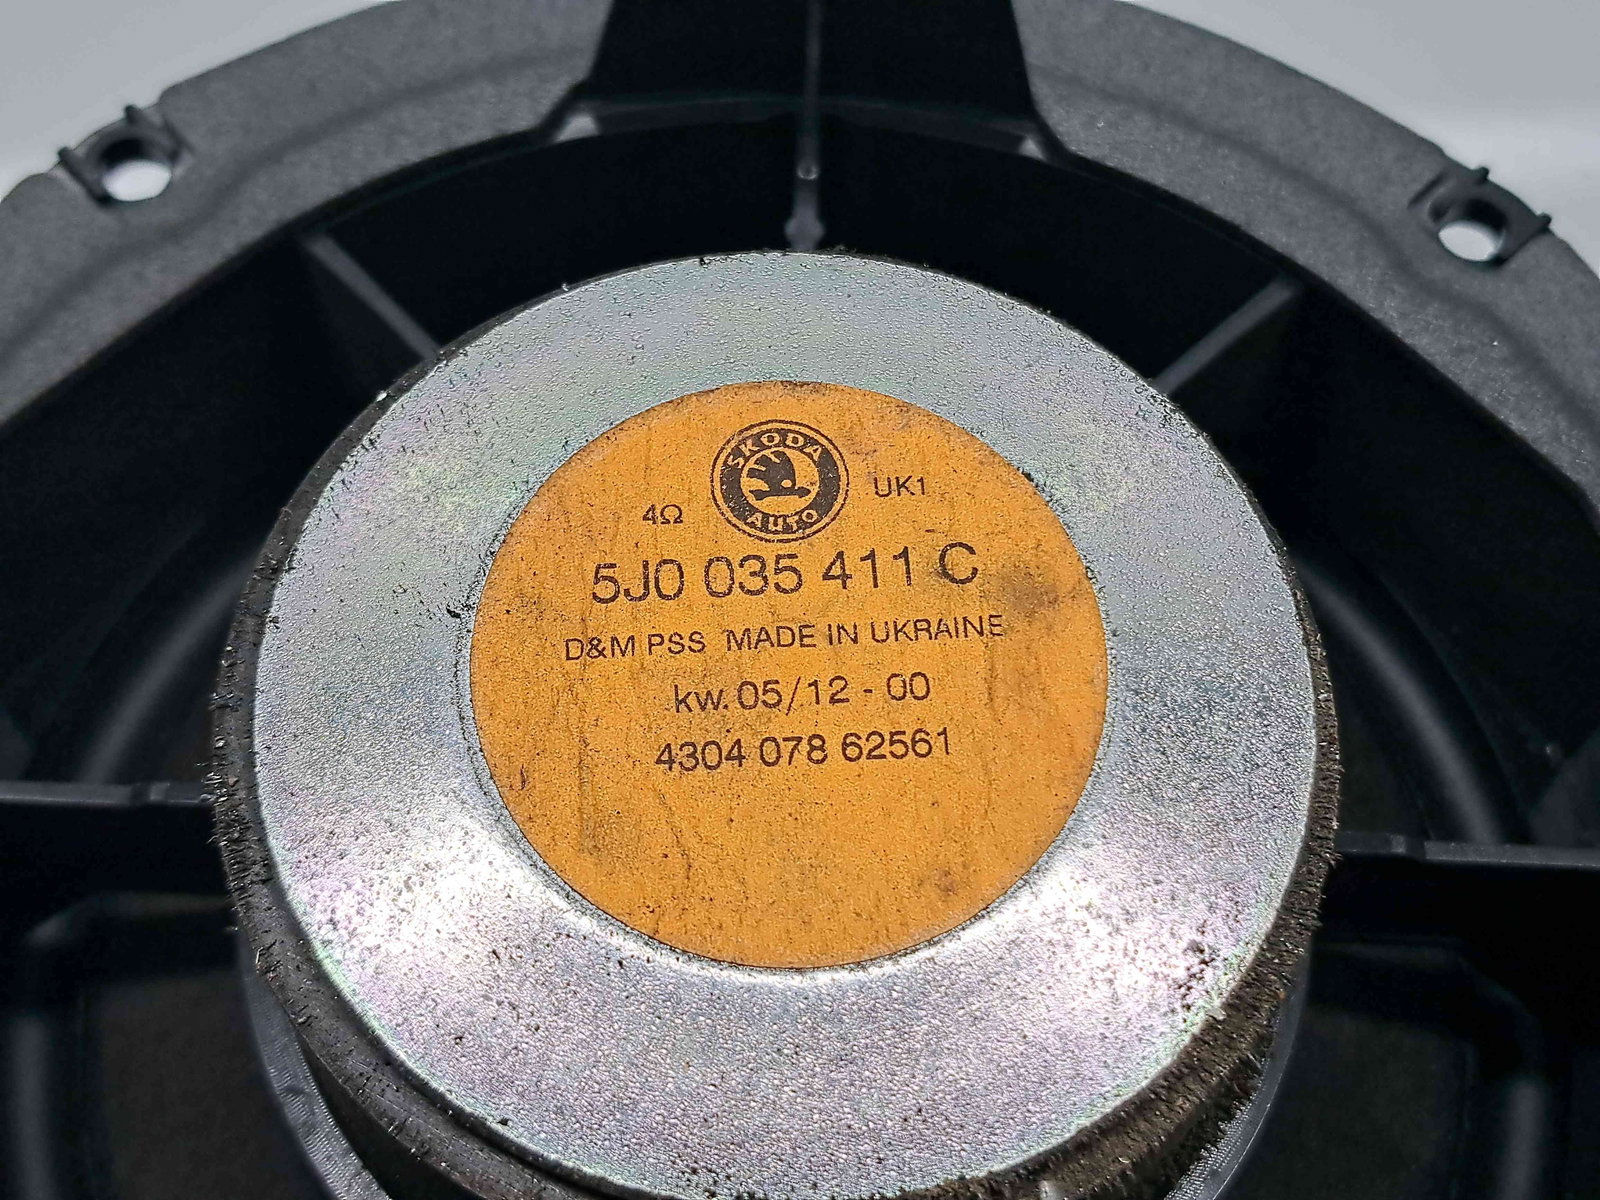 SKODA
AUTO
4Ω UK1
5J0 035 411 C
D&M PSS MADE IN UKRAINE
kw. 05/12 - 00
4304 078 62561